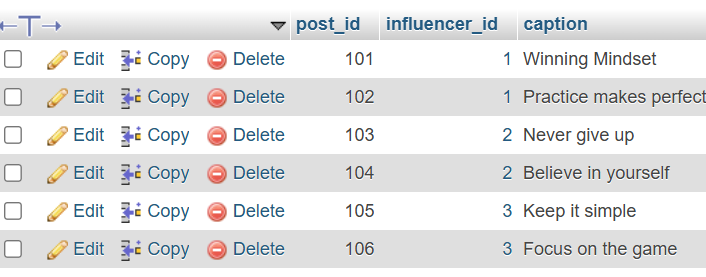 post_id influencer_id caption
Edit Copy Delete 101 1 Winning Mindset
Edit Copy Delete 102 1 Practice makes perfect
Edit Copy Delete 103 2 Never give up
Edit Copy Delete 104 2 Believe in yourself
Edit Copy Delete 105 3 Keep it simple
Edit Copy Delete 106 3 Focus on the game